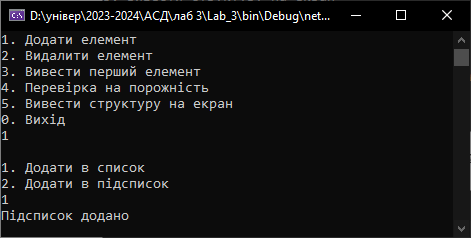 D:\універ\2023-2024\АСД\лаб 3\Lab_3\bin\Debug\net...
1. Додати елемент
2. Видалити елемент
3. Вивести перший елемент
4. Перевірка на порожність
5. Вивести структуру на екран
0. Вихід
1
1. Додати в список
2. Додати в підсписок
1
Підсписок додано